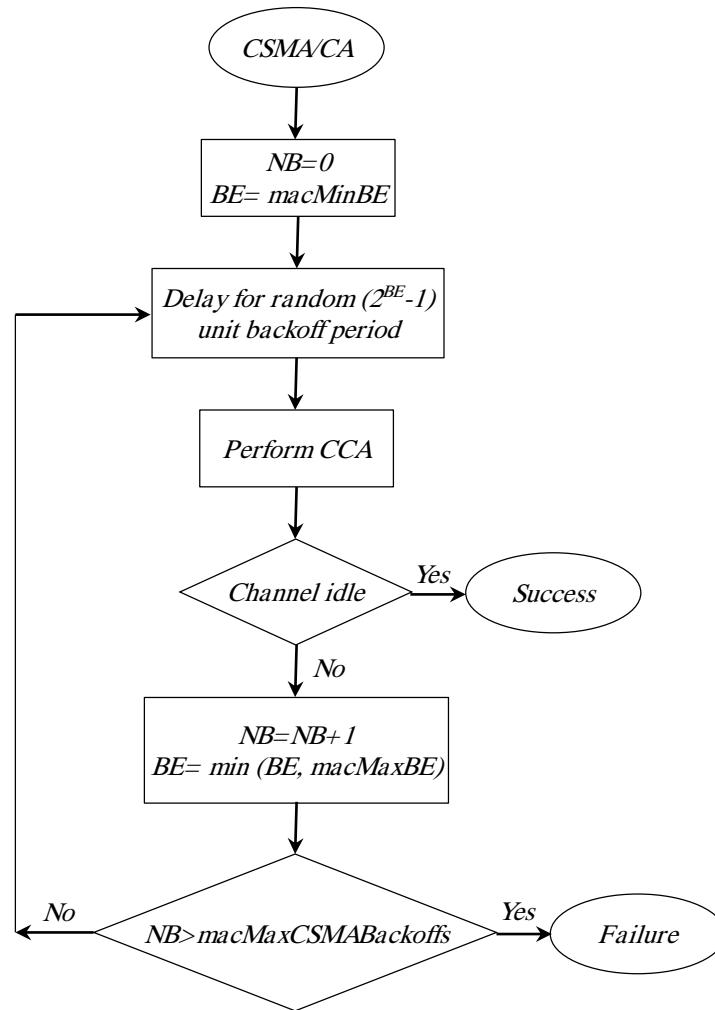 CSMA/CA
NB=0
BE= macMinBE
Delay for random (2^BE-1)
unit backoff period
Perform CCA
Channel idle
Yes
Success
No
NB=NB+1
BE= min (BE, macMaxBE)
No
NB>macMaxCSMABackoffs
Yes
Failure